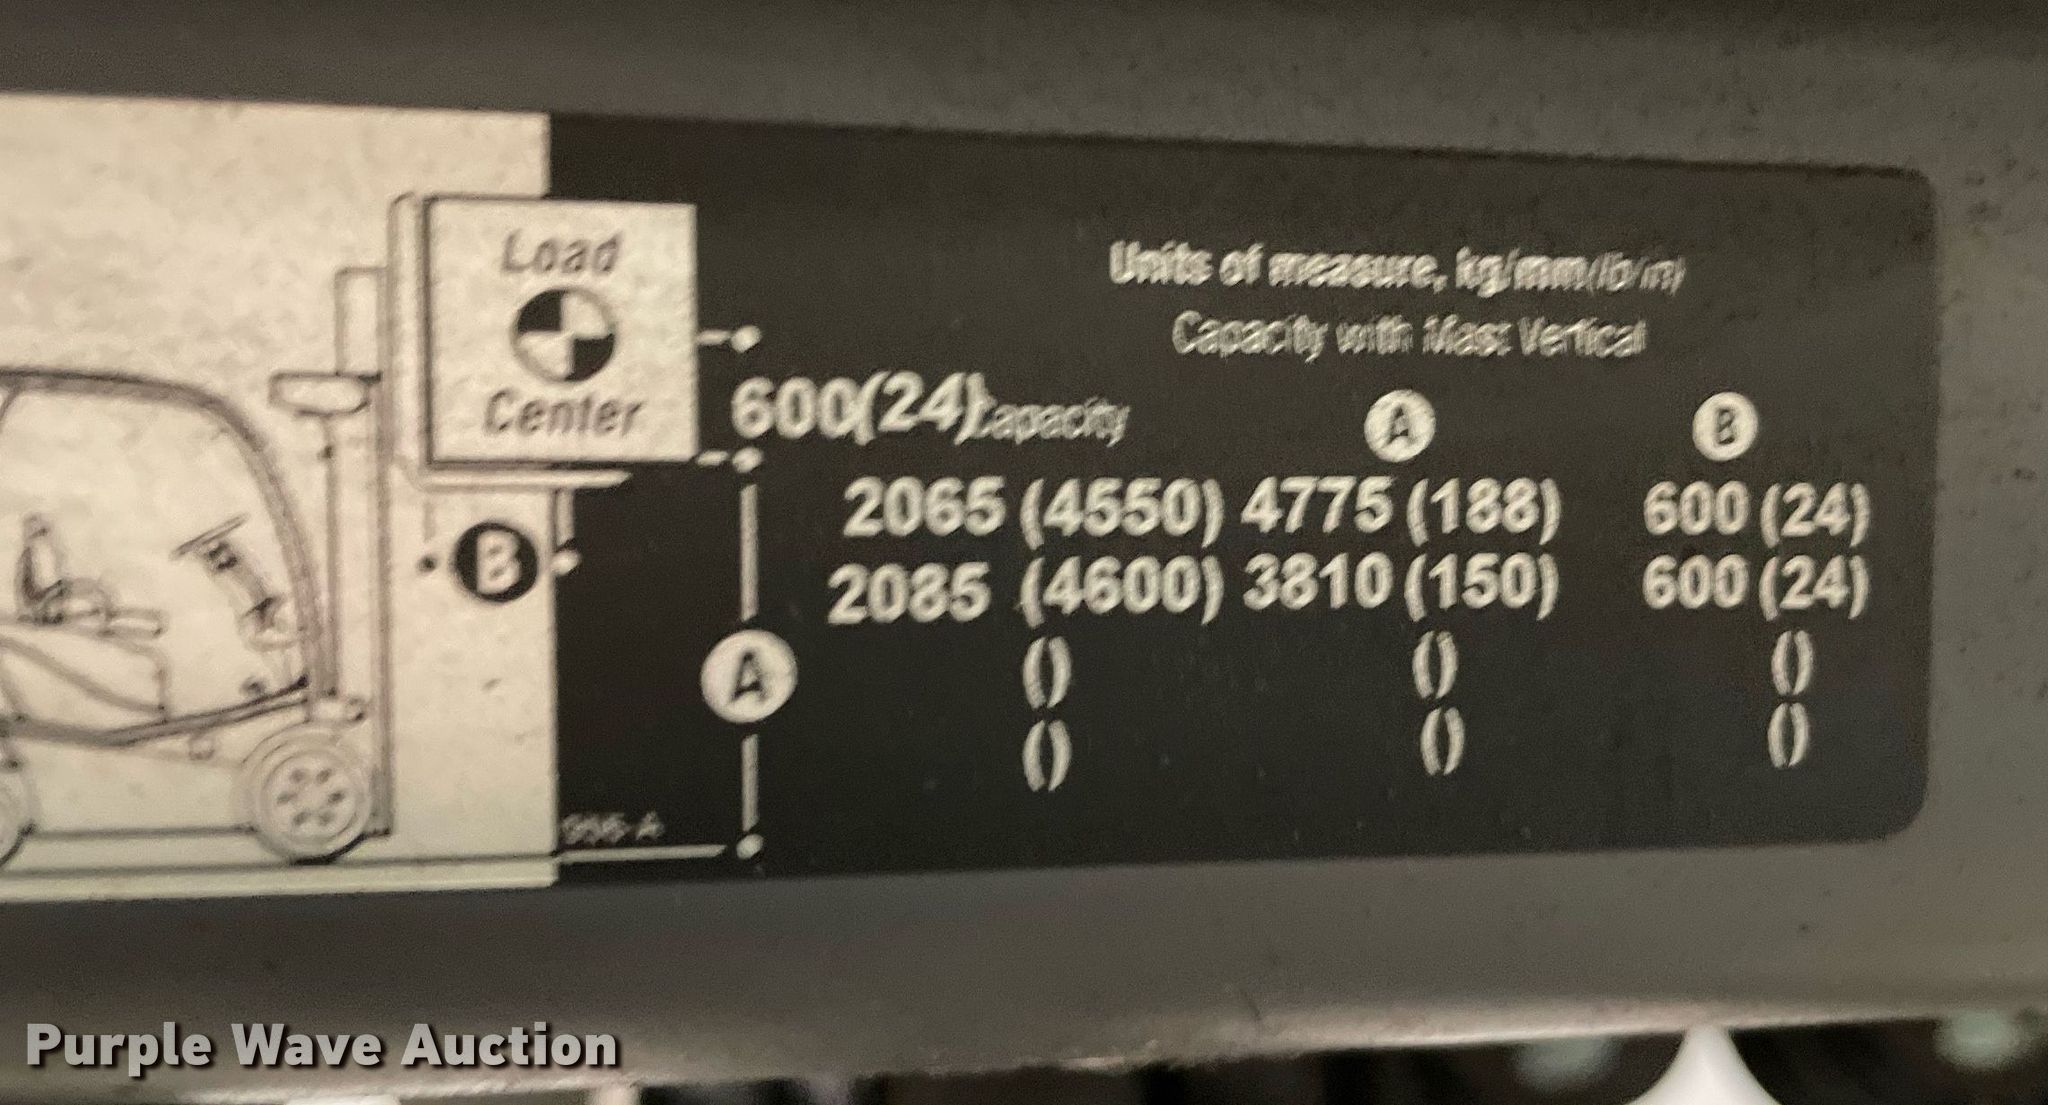 Load
Center
Units of measure, kg/mm(lb/in)
Capacity with Mast Vertical
600(24) Capacity A B
2065 (4550) 4775 (188) 600 (24)
2085 (4600) 3810 (150) 600 (24)
() () ()
() () ()
B
A
Purple Wave Auction